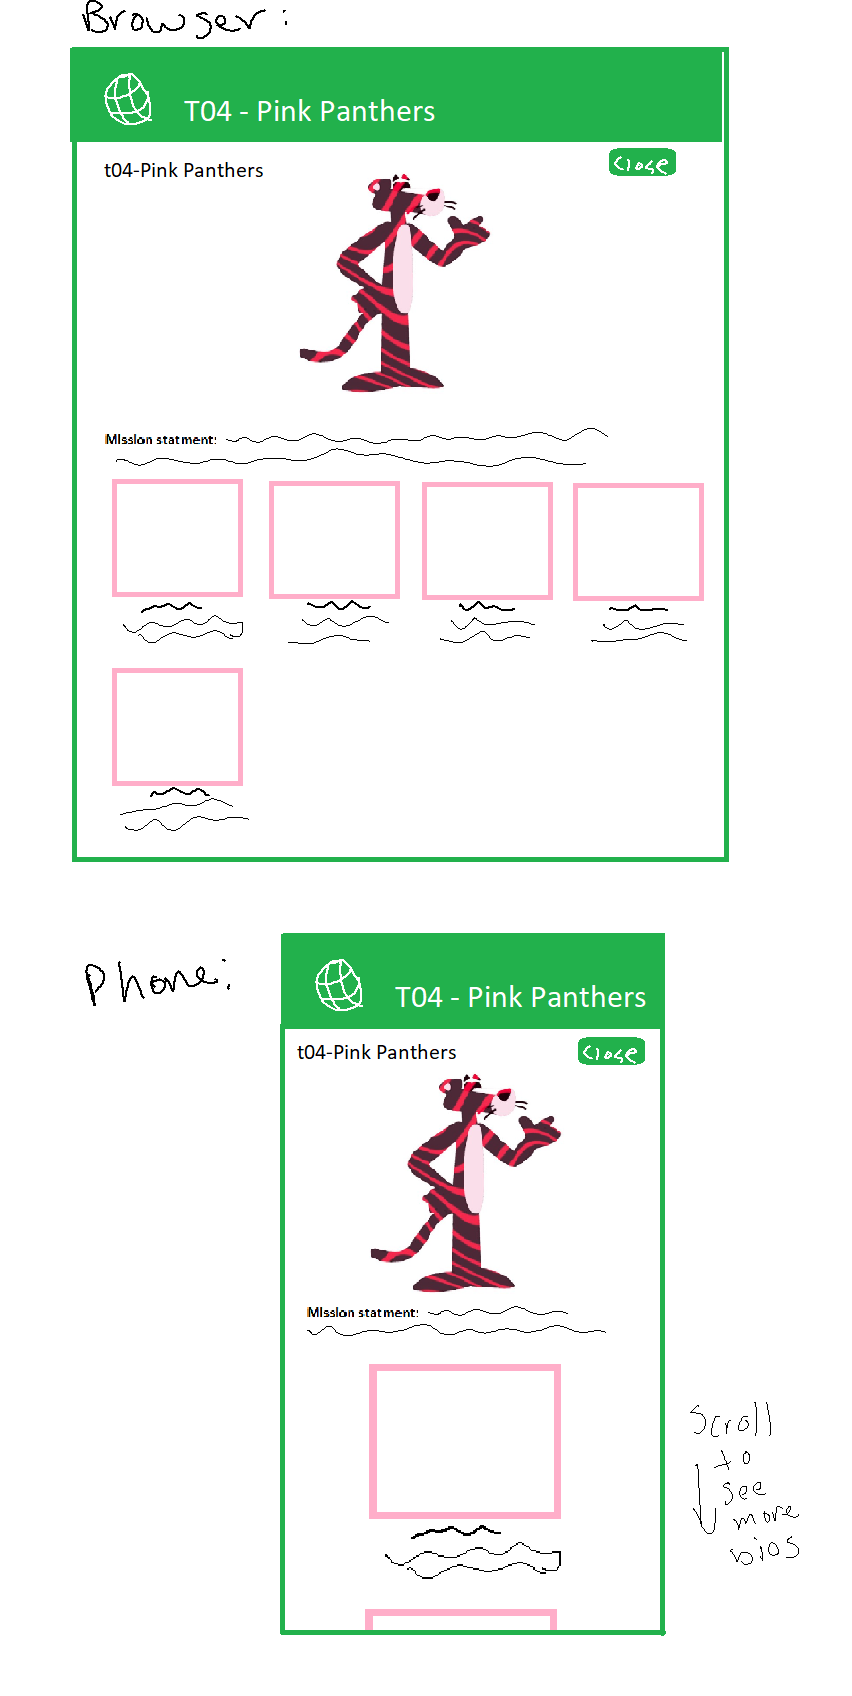 Browser:
T04 - Pink Panthers
t04-Pink Panthers
Close
Mission statment:
Phone:
T04 - Pink Panthers
t04-Pink Panthers
Close
Mission statment:
Scroll
to
see
more
bios